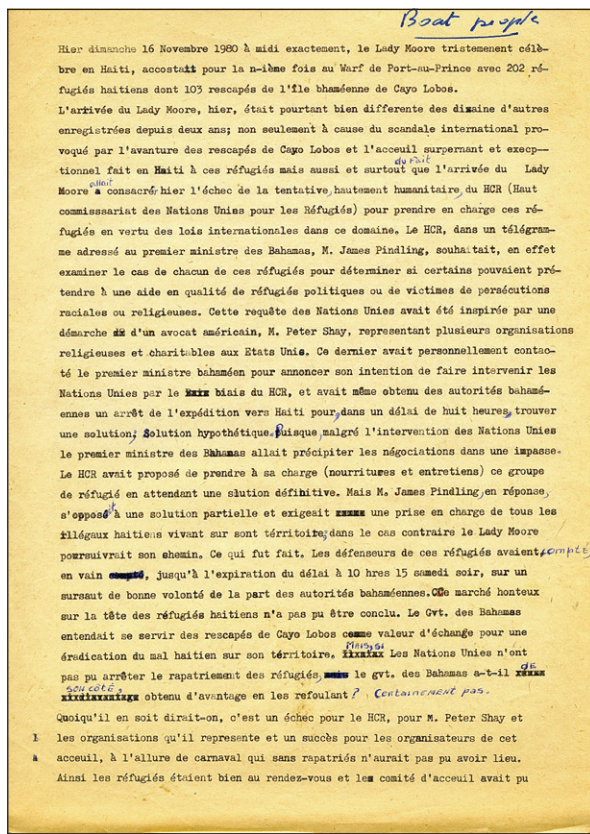 Boat people
Hier dimanche 16 Novembre 1980 à midi exactement, le Lady Moore tristement célè-
bre en Haiti, accostait pour la n-ième fois au Warf de Port-au-Prince avec 202 ré-
fugiés haitiens dont 103 rescapés de l'île bhaméenne de Cayo Lobos.
L'arrivée du Lady Moore, hier, était pourtant bien differente des dixaine d'autres
enregistrées depuis deux ans; non seulement à cause du scandale international pro-
voqué par l'avanture des rescapés de Cayo Lobos et l'acceuil surpernant et execp-
tionnel fait en Haiti à ces réfugiés mais aussi et surtout du fait que l'arrivée du Lady
Moore allait consacrer hier l'échec de la tentative, hautement humanitaire, du HCR (Haut
commisssariat des Nations Unies pour les Réfugiés) pour prendre en charge ces ré-
fugiés en vertu des lois internationales dans ce domaine. Le HCR, dans un télégram-
me adressé au premier ministre des Bahamas, M. James Pindling, souhaitait, en effet
examiner le cas de chacun de ces réfugiés pour déterminer si certains pouvaient pré-
tendre à une aide en qualité de réfugiés politiques ou de victimes de persécutions
raciales ou religieuses. Cette requête des Nations Unies avait été inspirée par une
démarche d'un avocat américain, M. Peter Shay, representant plusieurs organisations
religieuses et charitables aux Etats Unis. Ce dernier avait personnellement contac-
té le premier ministre bahaméen pour annoncer son intention de faire intervenir les
Nations Unies par le biais du HCR, et avait même obtenu des autorités bahamé-
ennes un arrêt de l'expédition vers Haiti pour, dans un délai de huit heures, trouver
une solution; Solution hypothétique. Puisque, malgré l'intervention des Nations Unies
le premier ministre des Bahamas allait précipiter les négociations dans une impasse.
Le HCR avait proposé de prendre à sa charge (nourritures et entretiens) ce groupe
de réfugié en attendant une slution définitive. Mais M. James Pindling, en réponse,
s'opposait à une solution partielle et exigeait une prise en charge de tous les
illégaux haitiens vivant sur sont térritoire, dans le cas contraire le Lady Moore
poursuivrait son shemin. Ce qui fut fait. Les défenseurs de ces réfugiés avaient, compté,
en vain, jusqu'à l'expiration du délai à 10 hres 15 samedi soir, sur un
sursaut de bonne volonté de la part des autorités bahaméennes. Ce marché honteux
sur la tête des réfugiés haitiens n'a pas pu être conclu. Le Gvt. des Bahamas
entendait se servir des rescapés de Cayo Lobos comme valeur d'échange pour une
éradication du mal haitien sur son térritoire. Mais, si Les Nations Unies n'ont
pas pu arrêter le rapatriement des réfugiés, le gvt. des Bahamas a-t-il de
son côté, obtenu d'avantage en les refoulant? Certainement pas.
Quoiqu'il en soit dirait-on, c'est un échec pour le HCR, pour M. Peter Shay et
les organisations qu'il represente et un succès pour les organisateurs de cet
à acceuil, à l'allure de carnaval qui sans rapatriés n'aurait pas pu avoir lieu.
Ainsi les réfugiés étaient bien au rendez-vous et les comité d'acceuil avait pu